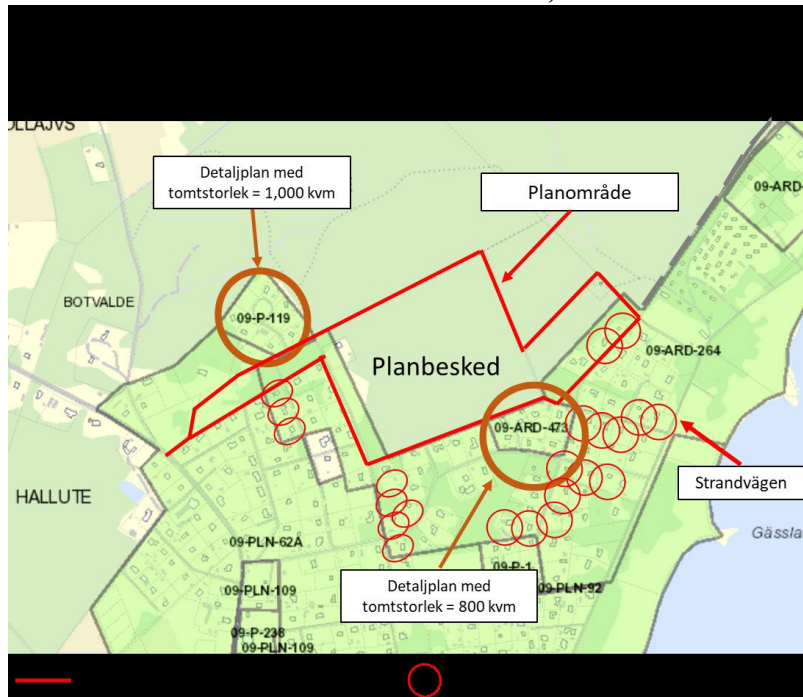 OLLAJVS
09-ARD-
Detaljplan med
tomtstorlek = 1,000 kvm
Planområde
BOTVALDE
09-P-119
Planbesked
09-ARD-264
09-ARD-473
Strandvägen
HALLUTE
Gässla
09-PLN-62A
09-P-1
09-PLN-92
09-PLN-109
Detaljplan med
tomtstorlek = 800 kvm
09-P-238
09-PLN-109